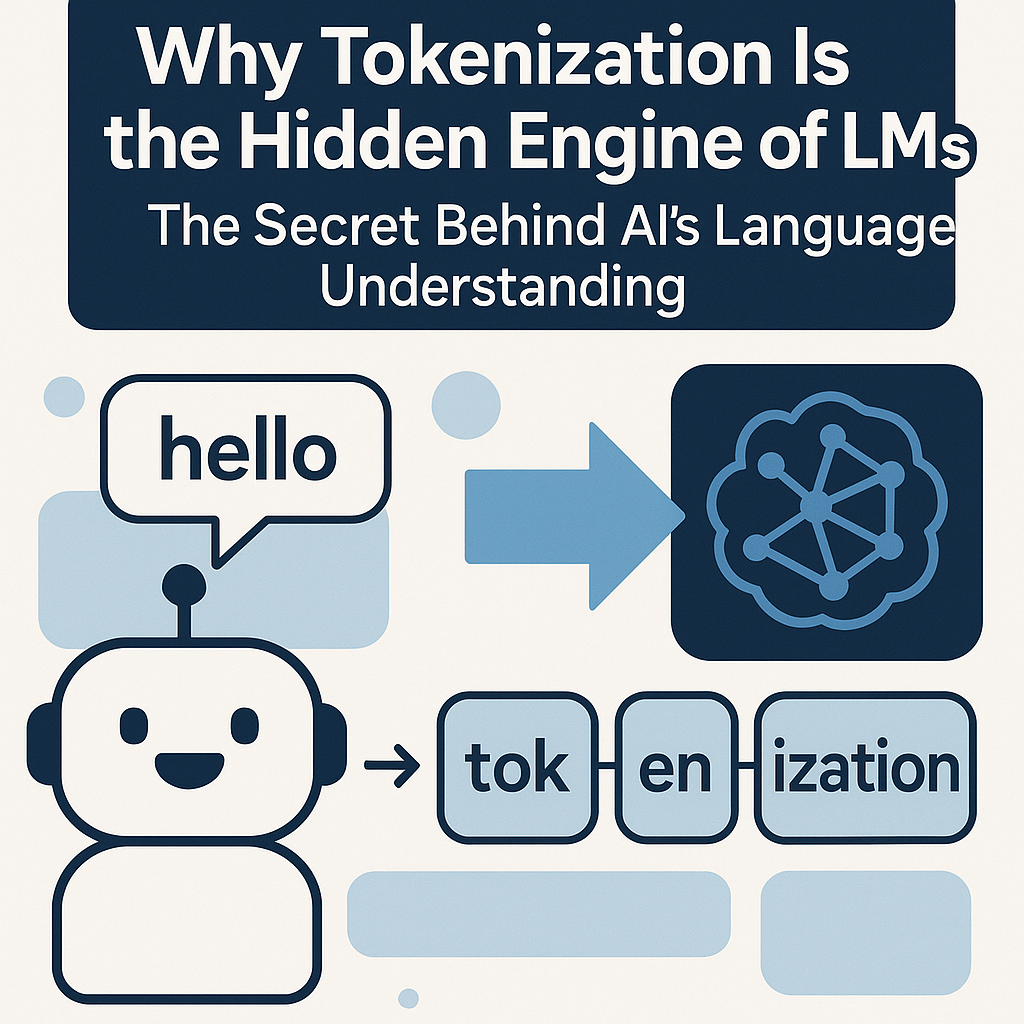 Why Tokenization Is
the Hidden Engine of LMs
The Secret Behind AI's Language
Understanding
hello
tok en ization